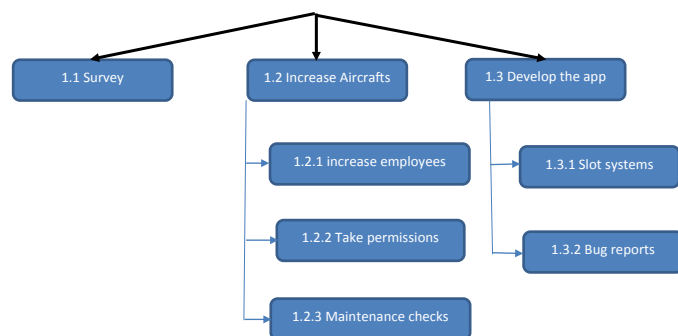 1.1 Survey
1.2 Increase Aircrafts
1.3 Develop the app
1.2.1 increase employees
1.3.1 Slot systems
1.2.2 Take permissions
1.3.2 Bug reports
1.2.3 Maintenance checks